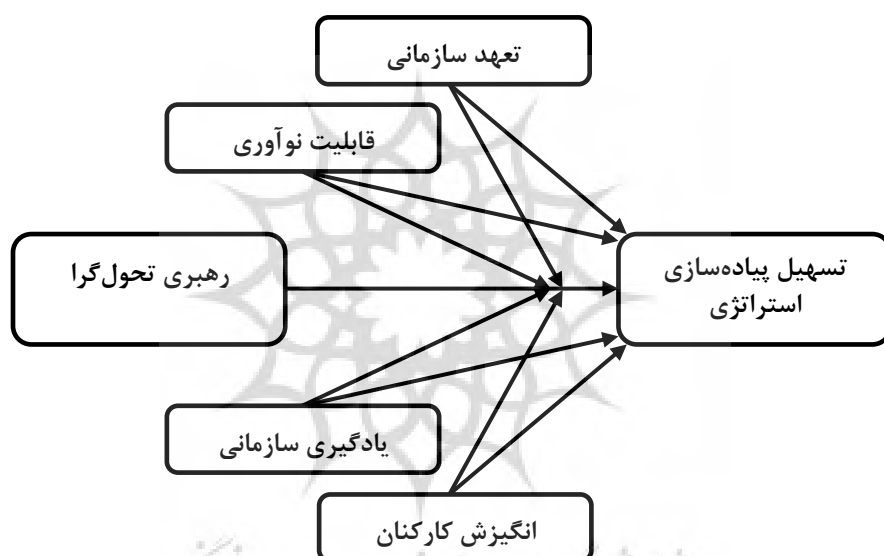 تعهد سازمانی
قابلیت نوآوری
رهبری تحول‌گرا
تسهیل پیاده‌سازی
استراتژی
یادگیری سازمانی
انگیزش کارکنان